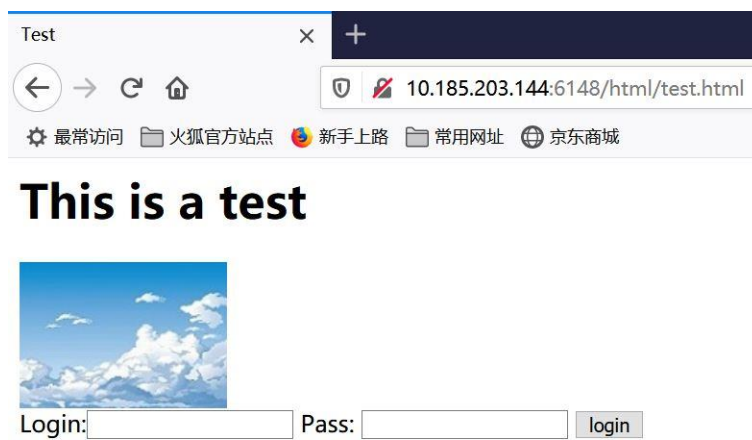 Test
10.185.203.144:6148/html/test.html
最常访问 火狐官方站点 新手上路 常用网址 京东商城
This is a test
Login: Pass: login